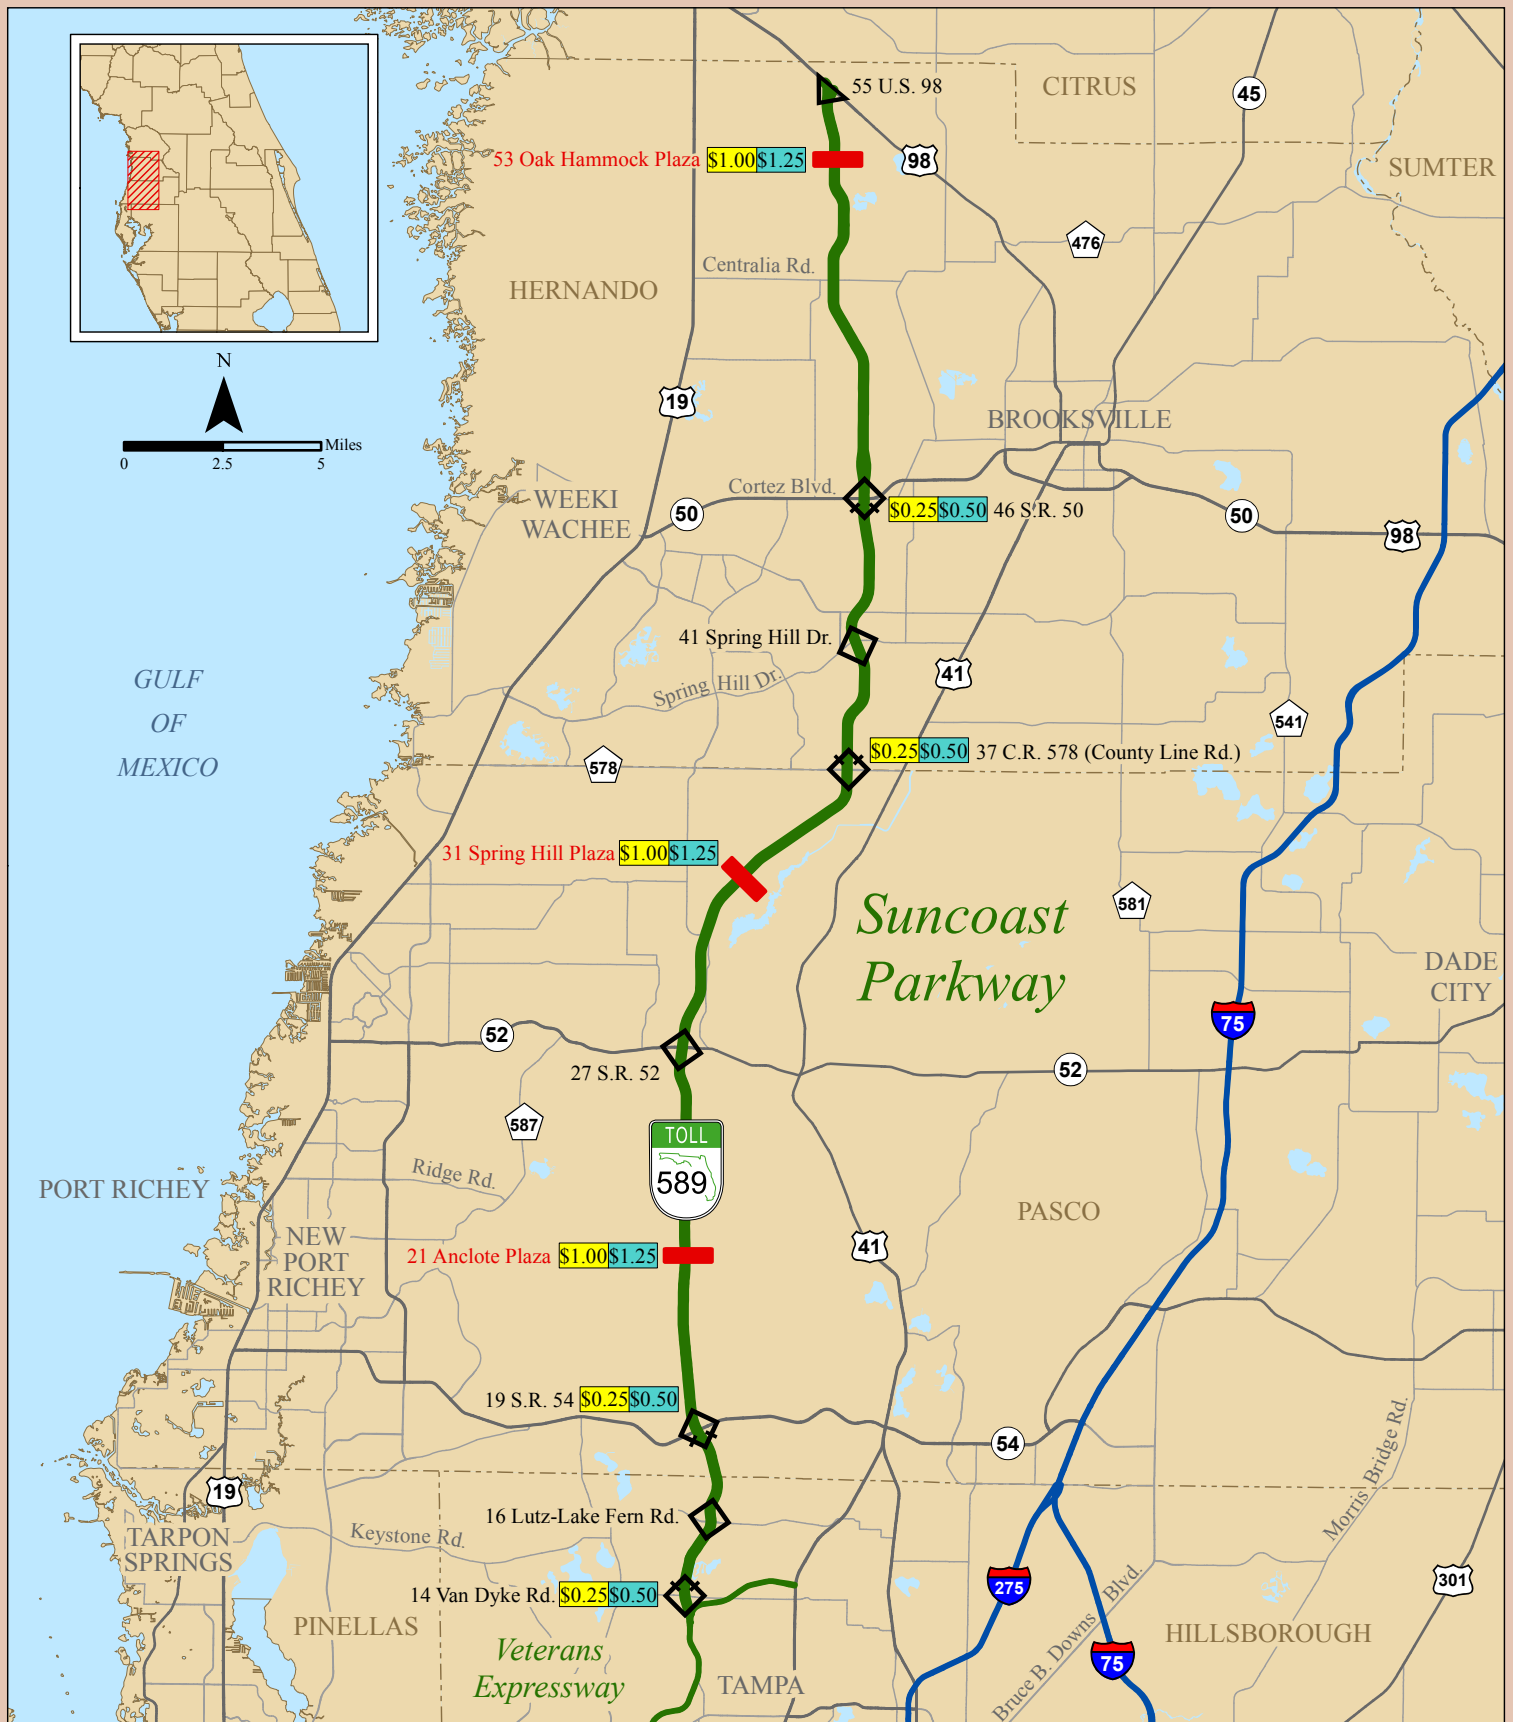 55 U.S. 98
CITRUS
45
53 Oak Hammock Plaza $1.00 $1.25
98
SUMTER
476
Centralia Rd.
HERNANDO
N
19
BROOKSVILLE
Miles
0 2.5 5
Cortez Blvd.
WEEKI
WACHEE
50
$0.25 $0.50 46 S.R. 50
50
98
41 Spring Hill Dr.
GULF
OF
MEXICO
Spring Hill Dr.
41
541
578
$0.25 $0.50 37 C.R. 578 (County Line Rd.)
31 Spring Hill Plaza $1.00 $1.25
Suncoast
Parkway
581
DADE
CITY
75
52
27 S.R. 52
52
587
TOLL
589
Ridge Rd.
PORT RICHEY
PASCO
NEW
PORT
RICHEY
41
21 Anclote Plaza $1.00 $1.25
19 S.R. 54 $0.25 $0.50
54
Morris Bridge Rd.
19
16 Lutz-Lake Fern Rd.
TARPON
SPRINGS
Keystone Rd.
14 Van Dyke Rd. $0.25 $0.50
275
301
PINELLAS
Veterans
Expressway
TAMPA
Bruce B. Downs Blvd.
HILLSBOROUGH
75